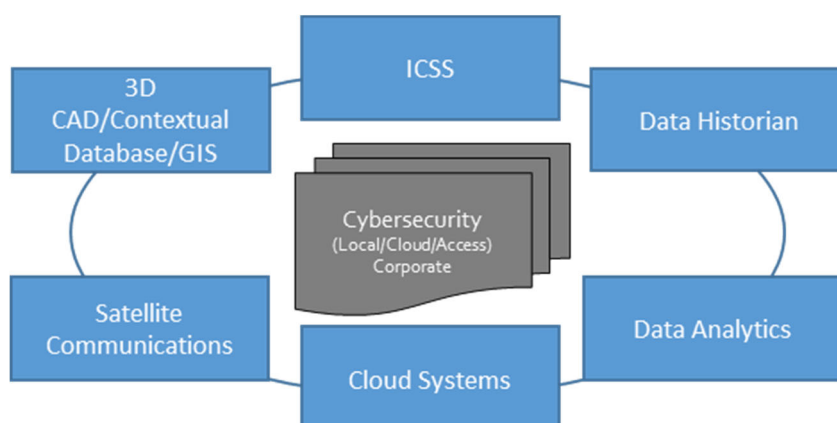 ICSS
3D
CAD/Contextual
Database/GIS
Data Historian
Cybersecurity
(Local/Cloud/Access)
Corporate
Satellite
Communications
Data Analytics
Cloud Systems